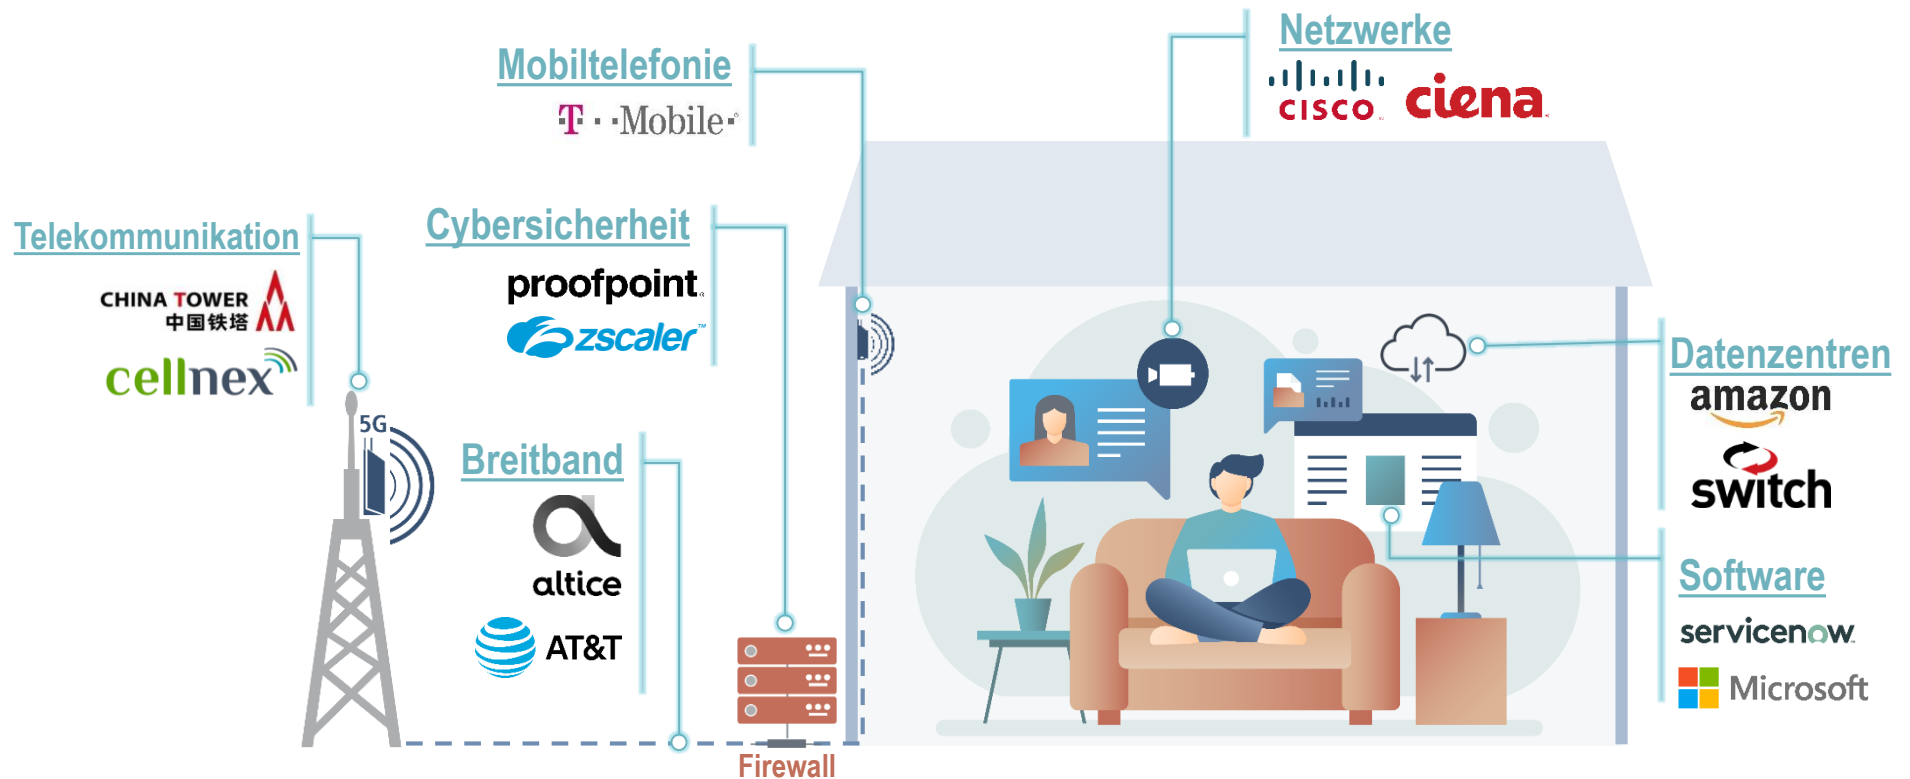 Netzwerke
CISCO
ciena
Mobiltelefonie
T··Mobile·
Telekommunikation
CHINA TOWER
中国铁塔
cellnex
Cybersicherheit
proofpoint
zscaler™
Datenzentren
amazon
switch
5G
Breitband
altice
AT&T
Software
servicenow
Microsoft
Firewall